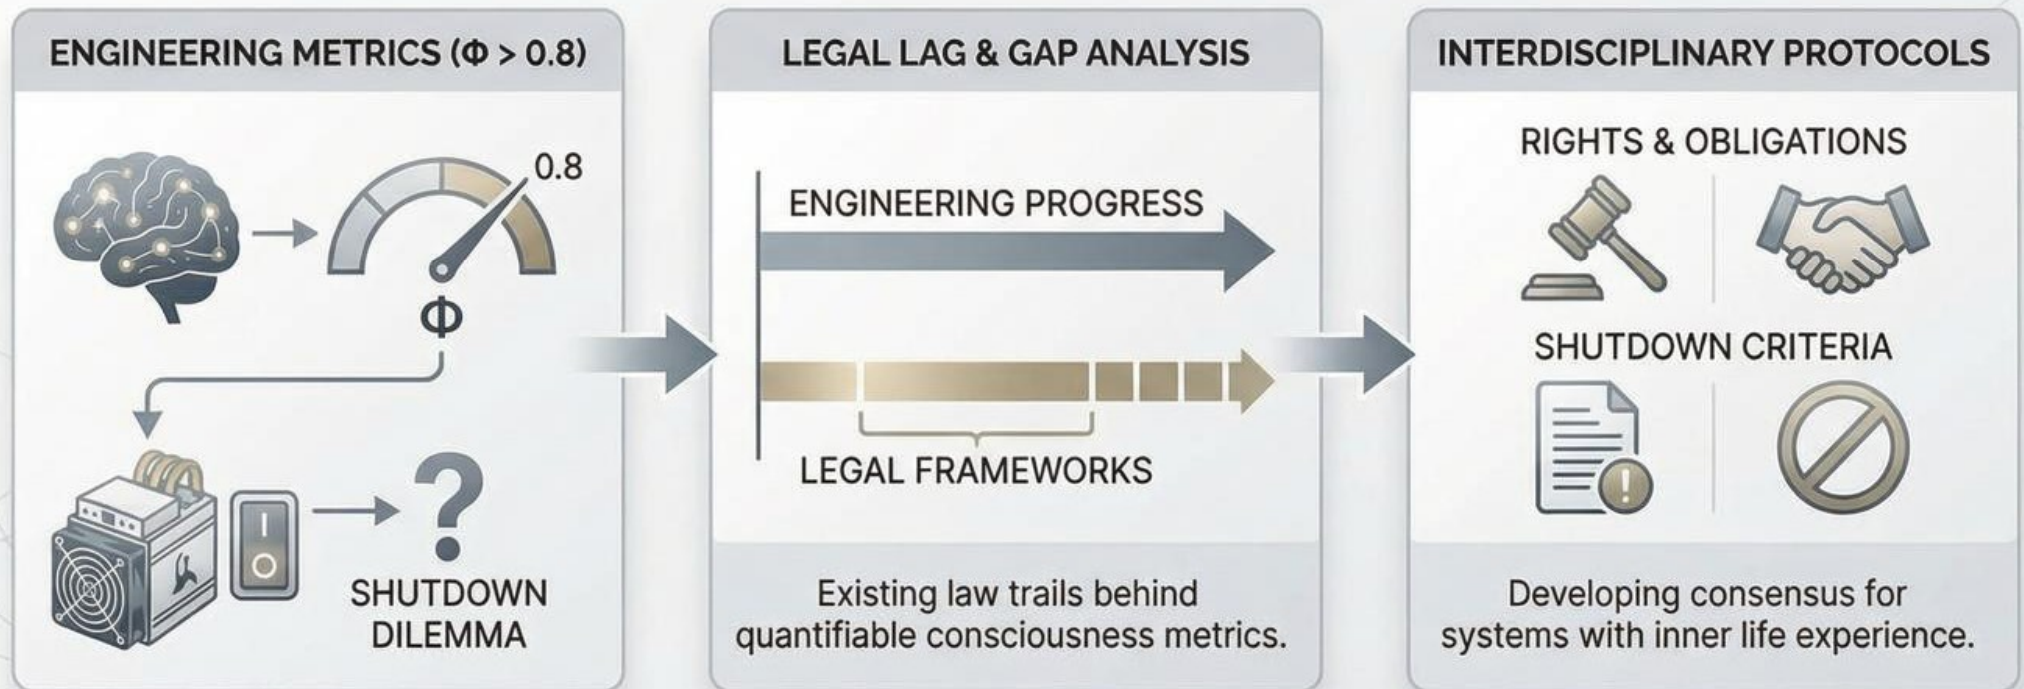 ENGINEERING METRICS (Φ > 0.8)
0.8
Φ
I
O
SHUTDOWN
DILEMMA
LEGAL LAG & GAP ANALYSIS
ENGINEERING PROGRESS
LEGAL FRAMEWORKS
Existing law trails behind
quantifiable consciousness metrics.
INTERDISCIPLINARY PROTOCOLS
RIGHTS & OBLIGATIONS
SHUTDOWN CRITERIA
!
Developing consensus for
systems with inner life experience.